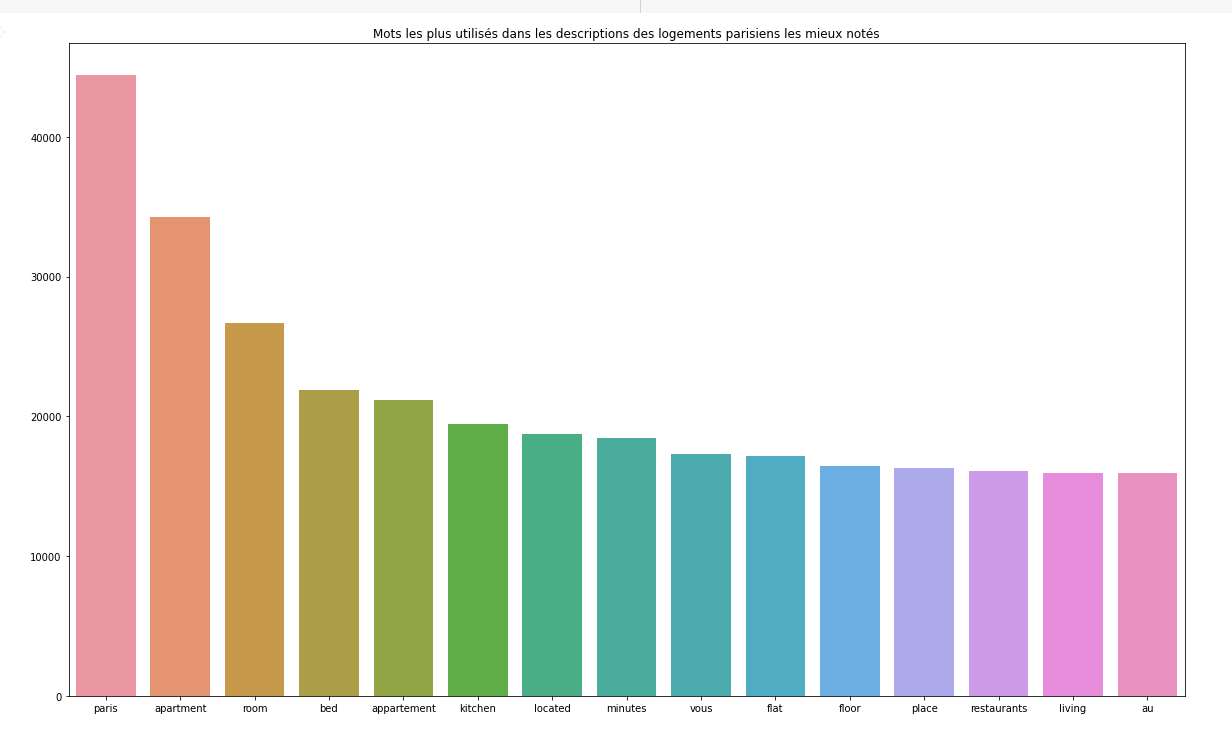 Mots les plus utilisés dans les descriptions des logements parisiens les mieux notés
40000
30000
20000
10000
0
paris apartment room bed appartement kitchen located minutes vous flat floor place restaurants living au